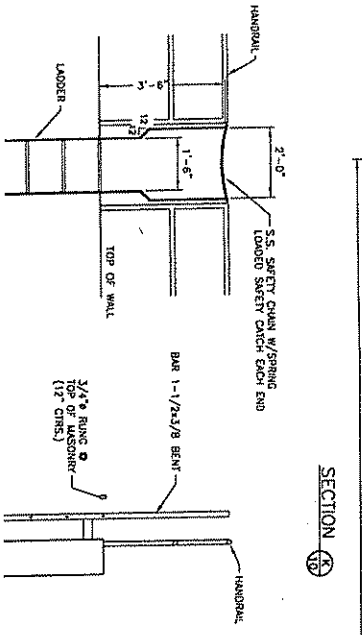 HANDRAIL
2'-0"
S.S. SAFETY CHAIN W/SPRING
LOADED SAFETY CATCH EACH END
3'-6"
12
12
1'-6"
LADDER
TOP OF WALL
SECTION K
10
BAR 1-1/2x3/8 BENT
3/4"ø RUNG @
TOP OF MASONRY
(12" CTRS.)
HANDRAIL